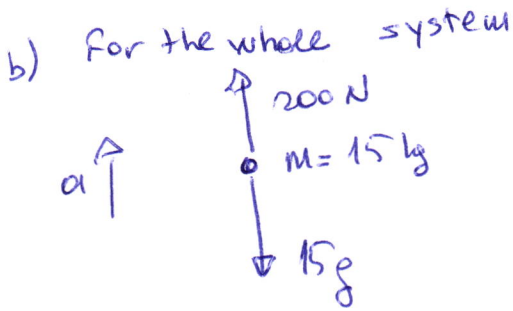 b) For the whole system
200 N
a
M = 15 kg
15g